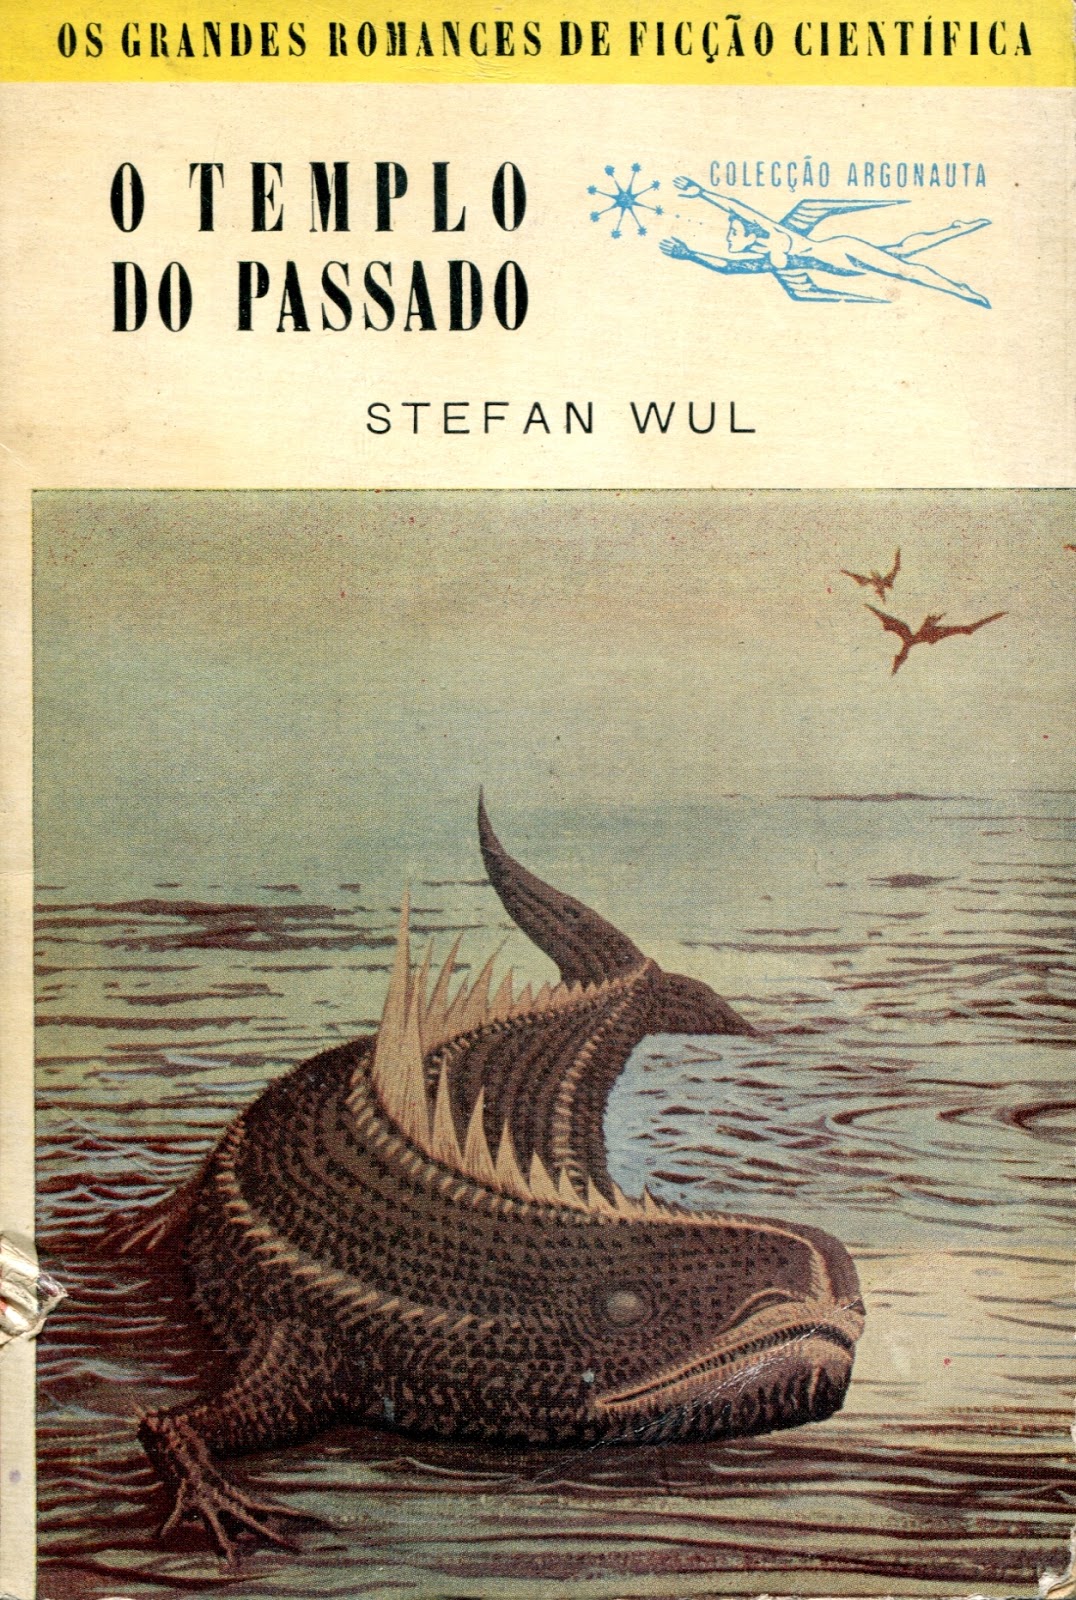 OS GRANDES ROMANCES DE FICÇÃO CIENTÍFICA
O TEMPLO
DO PASSADO
COLECÇÃO ARGONAUTA
STEFAN WUL